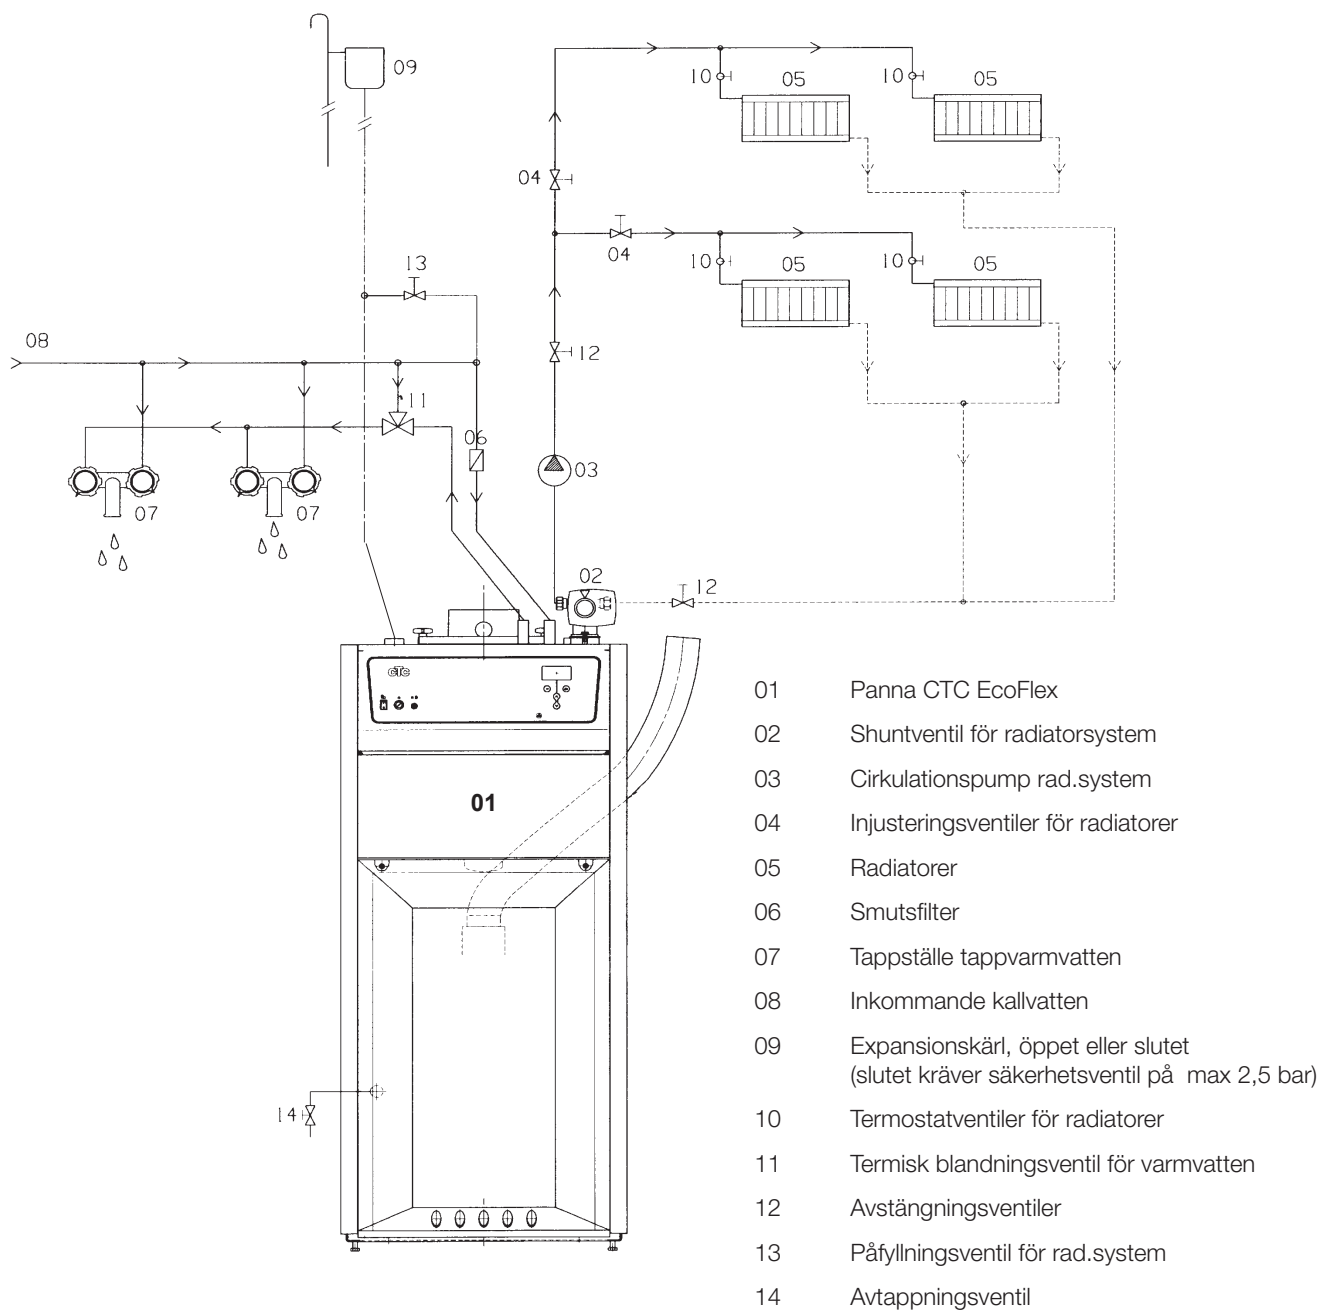 09
10
05
10
05
04
04
10
05
10
05
13
08
12
11
06
03
07
07
02
12
CTC
01
14
01 Panna CTC EcoFlex
02 Shuntventil för radiatorsystem
03 Cirkulationspump rad.system
04 Injusteringsventiler för radiatorer
05 Radiatorer
06 Smutsfilter
07 Tappställe tappvarmvatten
08 Inkommande kallvatten
09 Expansionskärl, öppet eller slutet
(slutet kräver säkerhetsventil på max 2,5 bar)
10 Termostatventiler för radiatorer
11 Termisk blandningsventil för varmvatten
12 Avstängningsventiler
13 Påfyllningsventil för rad.system
14 Avtappningsventil